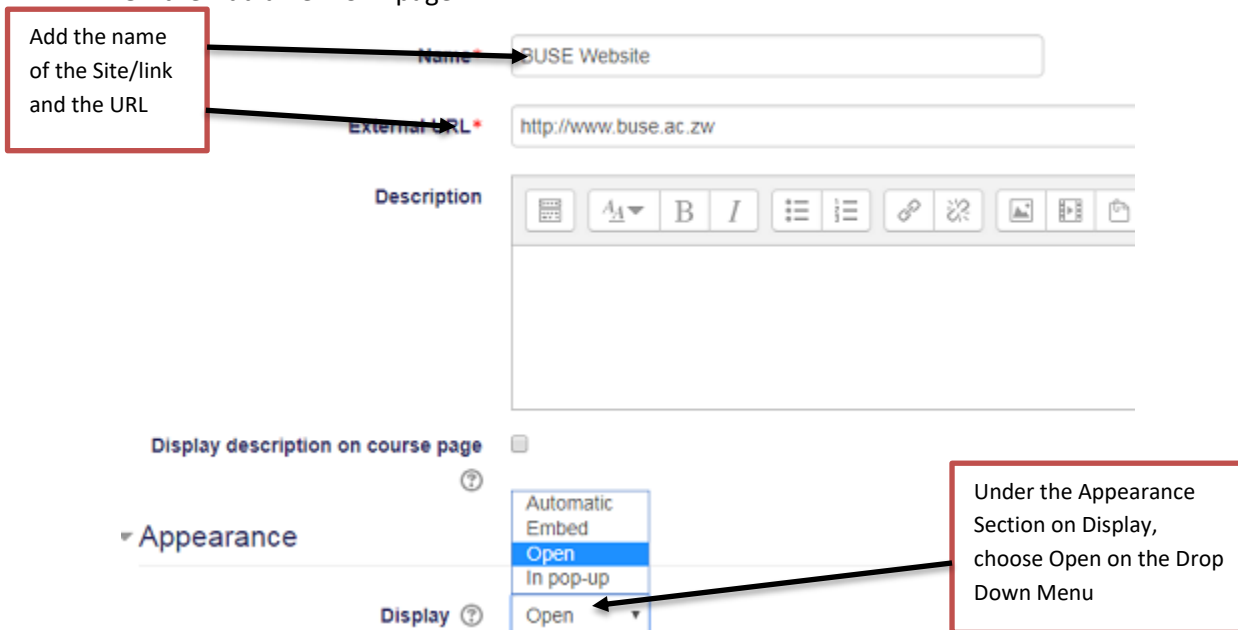 Add the name
of the Site/link
and the URL
Name*
BUSE Website
External URL*
http://www.buse.ac.zw
Description
B I
Display description on course page
Automatic
Embed
Open
In pop-up
Appearance
Display
Open
Under the Appearance
Section on Display,
choose Open on the Drop
Down Menu